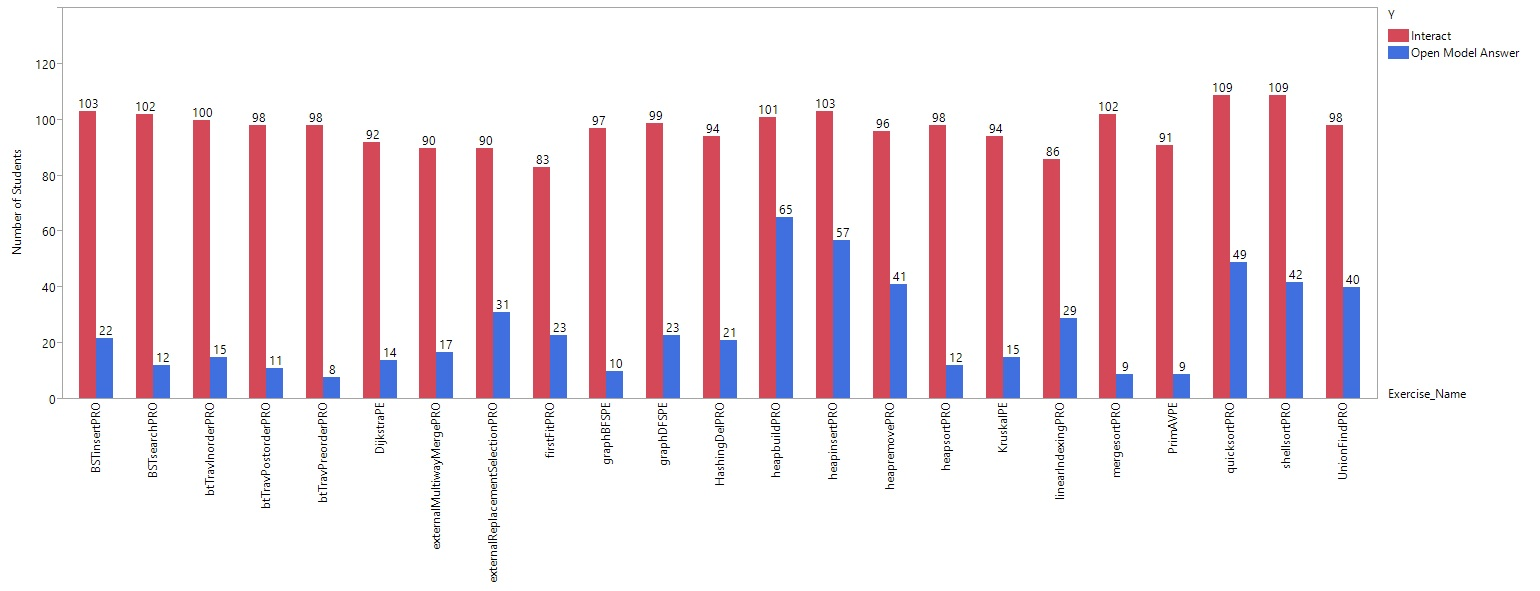 Number of Students
120
100
80
60
40
20
0
103
22
102
12
100
15
98
11
98
8
92
14
90
17
90
31
83
23
97
10
99
23
94
21
101
65
103
57
96
41
98
12
94
15
86
29
102
9
91
9
109
49
109
42
98
40
BSTinsertPRO
BSTsearchPRO
btTravInorderPRO
btTravPostorderPRO
btTravPreorderPRO
DijkstraPE
externalMultiwayMergePRO
externalReplacementSelectionPRO
firstFitPRO
graphBFSPE
graphDFSPE
HashingDelPRO
heapbuildPRO
heapinsertPRO
heapremovePRO
heapsortPRO
KruskalPE
linearIndexingPRO
mergesortPRO
PrimAVPE
quicksortPRO
shellsortPRO
UnionFindPRO
Y
Interact
Open Model Answer
Exercise_Name